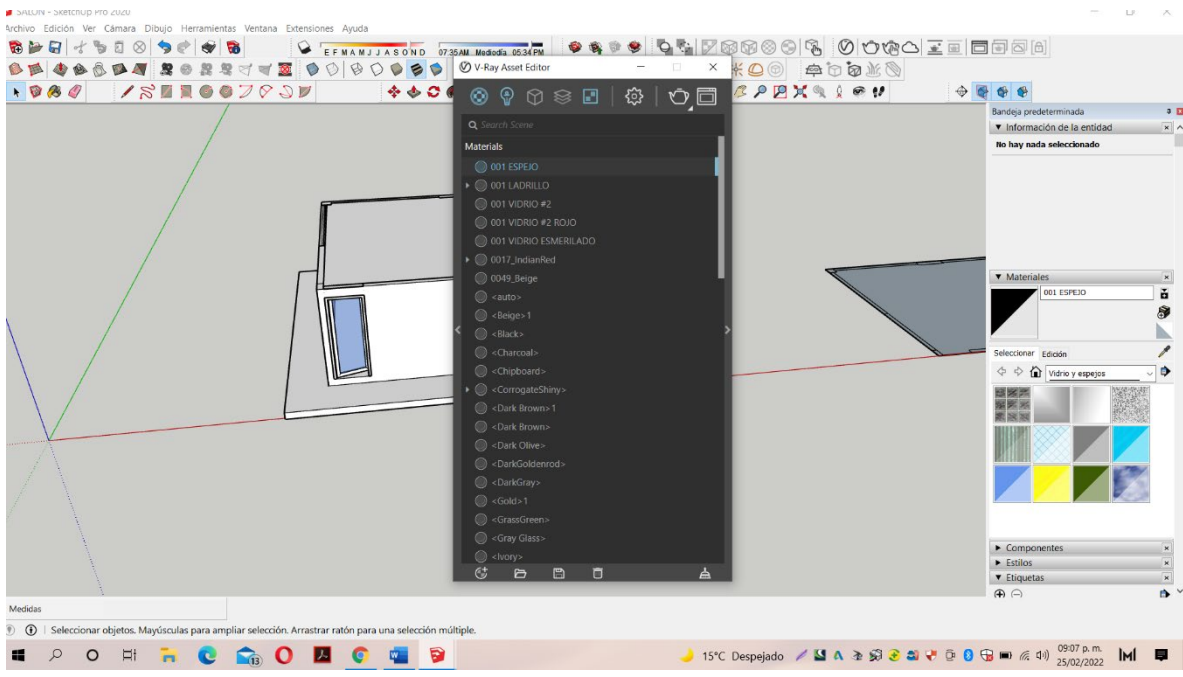 SALON - SketchUp Pro 2020
Archivo Edición Ver Cámara Dibujo Herramientas Ventana Extensiones Ayuda
E F M A M J J A S O N D 07:35 AM Mediodía 05:34 PM
V-Ray Asset Editor
Search Scene
Materials
001 ESPEJO
001 LADRILLO
001 VIDRIO #2
001 VIDRIO #2 ROJO
001 VIDRIO ESMERILADO
0017_IndianRed
0049_Beige
<auto>
<Beige>1
<Black>
<Charcoal>
<Chipboard>
<CorrogateShiny>
<Dark Brown>1
<Dark Brown>
<Dark Olive>
<DarkGoldenrod>
<DarkGray>
<Gold>1
<GrassGreen>
<Gray Glass>
<Ivory>
Bandeja predeterminada
Información de la entidad
No hay nada seleccionado
Materiales
001 ESPEJO
Seleccionar Edición
Vidrio y espejos
Componentes
Estilos
Etiquetas
Medidas
Seleccionar objetos. Mayúsculas para ampliar selección. Arrastrar ratón para una selección múltiple.
13
15°C Despejado
09:07 p. m.
25/02/2022